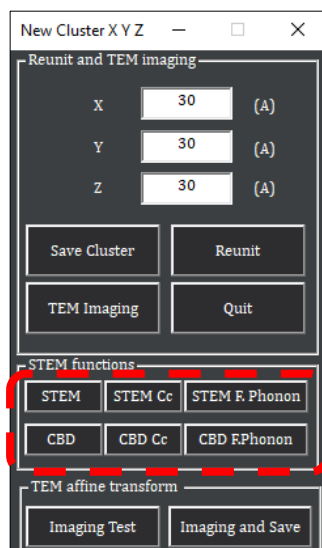 New Cluster X Y Z
Reunit and TEM imaging
X 30 (A)
Y 30 (A)
Z 30 (A)
Save Cluster Reunit
TEM Imaging Quit
STEM functions
STEM STEM Cc STEM F. Phonon
CBD CBD Cc CBD F.Phonon
TEM affine transform
Imaging Test Imaging and Save